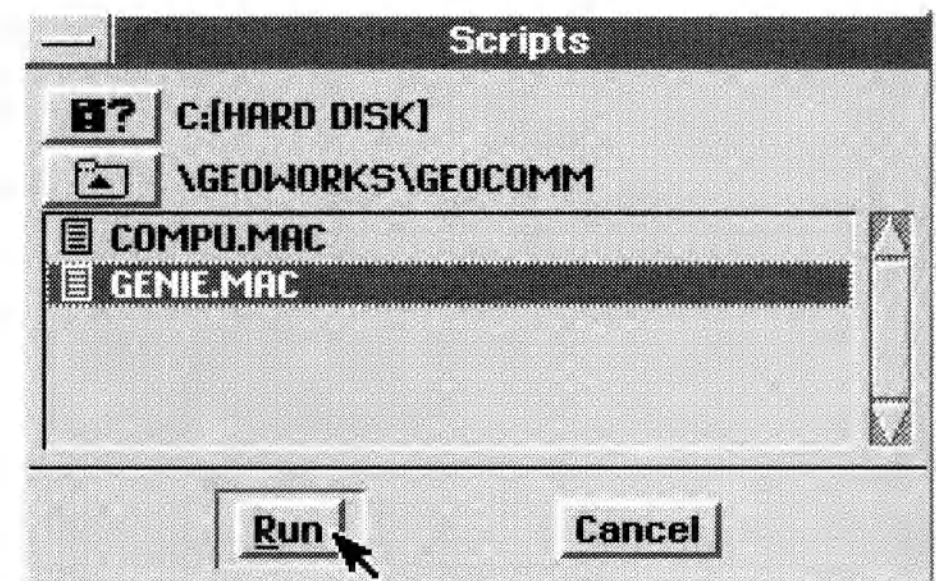 Scripts
? C:[HARD DISK]
\GEOWORKS\GEOCOMM
COMPU.MAC
GENIE.MAC
Run Cancel